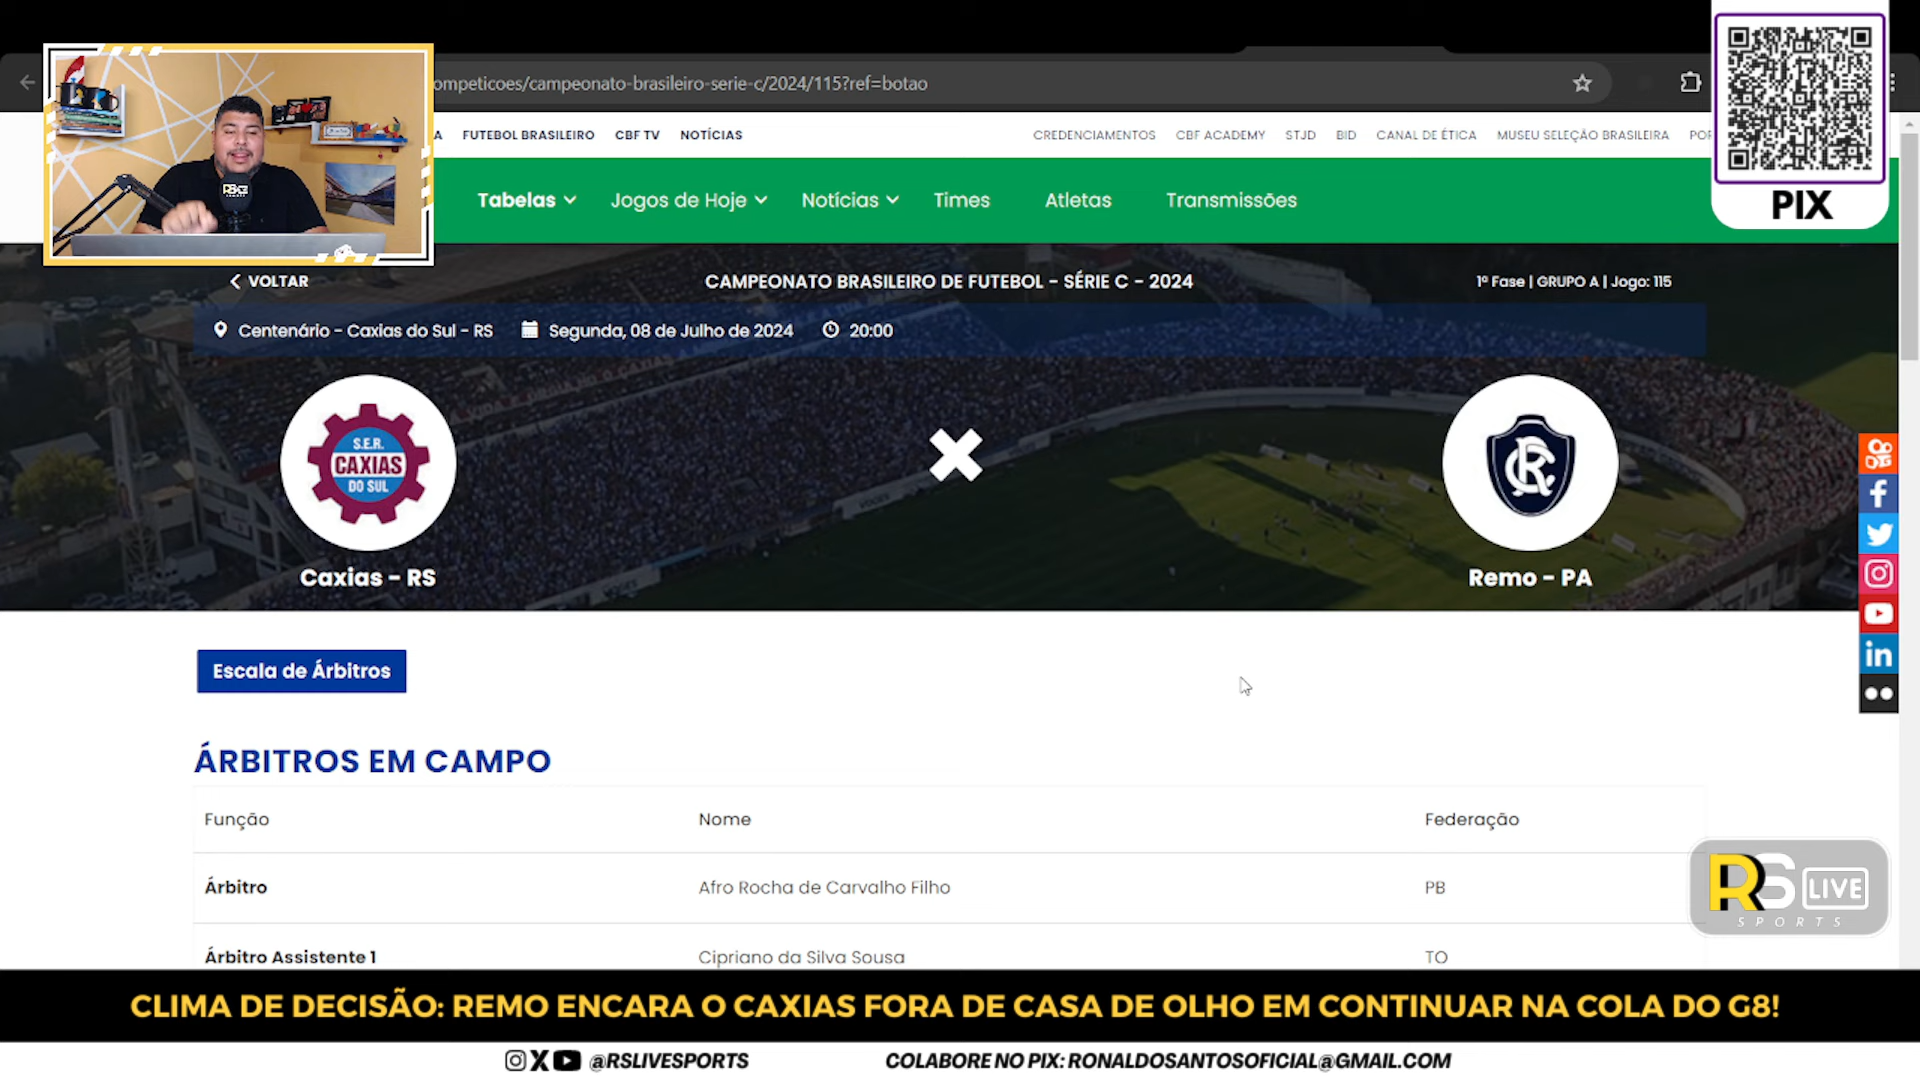 ompeticoes/campeonato-brasileiro-serie-c/2024/115?ref=botao
A FUTEBOL BRASILEIRO CBF TV NOTÍCIAS CREDENCIAMENTOS CBF ACADEMY STJD BID CANAL DE ÉTICA MUSEU SELEÇÃO BRASILEIRA POR
PIX
Tabelas Jogos de Hoje Notícias Times Atletas Transmissões
VOLTAR CAMPEONATO BRASILEIRO DE FUTEBOL - SÉRIE C - 2024 1ª Fase | GRUPO A | Jogo: 115
Centenário - Caxias do Sul - RS Segunda, 08 de Julho de 2024 20:00
S.E.R.
CAXIAS
DO SUL
CR
Caxias - RS Remo - PA
Escala de Árbitros
ÁRBITROS EM CAMPO
Função Nome Federação
Árbitro Afro Rocha de Carvalho Filho PB
RS LIVE
SPORTS
Árbitro Assistente 1 Cipriano da Silva Sousa TO
CLIMA DE DECISÃO: REMO ENCARA O CAXIAS FORA DE CASA DE OLHO EM CONTINUAR NA COLA DO G8!
@RSLIVESPORTS COLABORE NO PIX: RONALDOSANTOSOFICIAL@GMAIL.COM